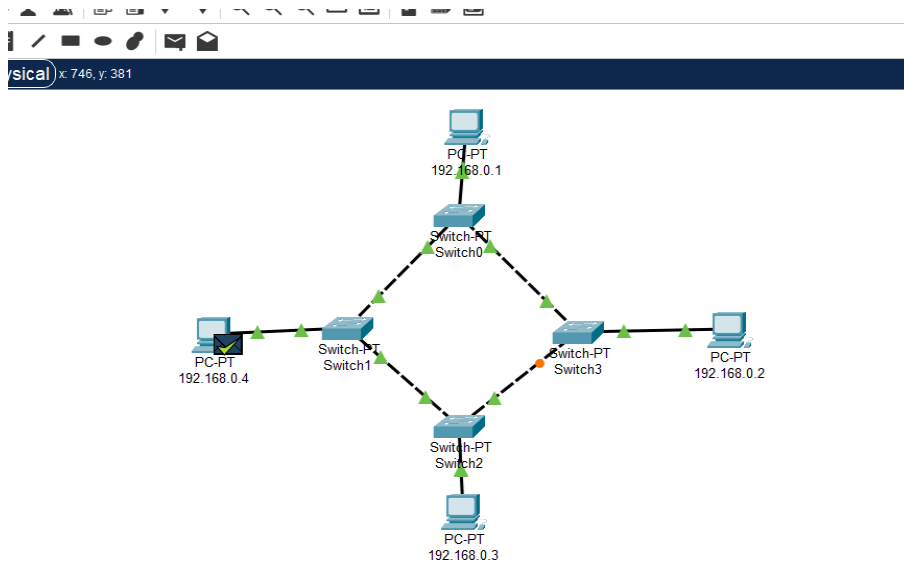 x: 746, y: 381
PC-PT
192.168.0.1
Switch-PT
Switch0
PC-PT
192.168.0.4
Switch-PT
Switch1
Switch-PT
Switch3
PC-PT
192.168.0.2
Switch-PT
Switch2
PC-PT
192.168.0.3